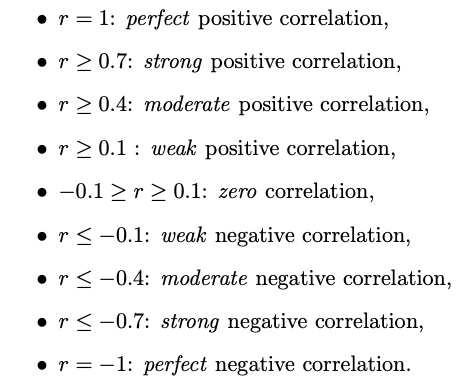 • r = 1: perfect positive correlation,
• r ≥ 0.7: strong positive correlation,
• r ≥ 0.4: moderate positive correlation,
• r ≥ 0.1 : weak positive correlation,
• −0.1 ≥ r ≥ 0.1: zero correlation,
• r ≤ −0.1: weak negative correlation,
• r ≤ −0.4: moderate negative correlation,
• r ≤ −0.7: strong negative correlation,
• r = −1: perfect negative correlation.